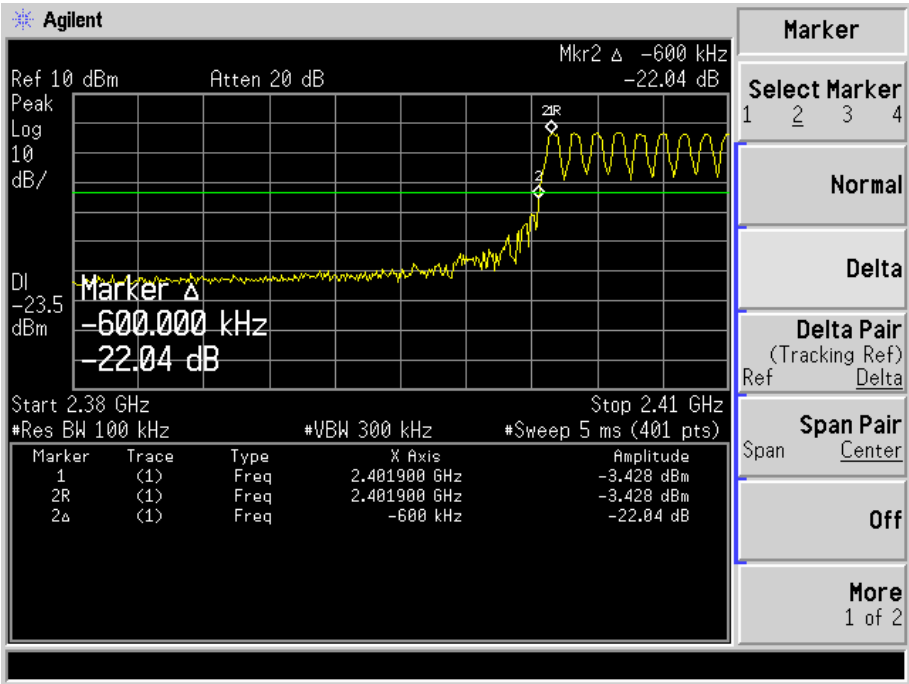 Agilent
Marker
Mkr2 Δ -600 kHz
Ref 10 dBm Atten 20 dB -22.04 dB
Peak
Log
10
dB/
21R
2
DI
-23.5
dBm
Marker Δ
-600.000 kHz
-22.04 dB
Start 2.38 GHz Stop 2.41 GHz
#Res BW 100 kHz #VBW 300 kHz #Sweep 5 ms (401 pts)
Marker Trace Type X Axis Amplitude
1 (1) Freq 2.401900 GHz -3.428 dBm
2R (1) Freq 2.401900 GHz -3.428 dBm
2Δ (1) Freq -600 kHz -22.04 dB
Select Marker
1 2 3 4
Normal
Delta
Delta Pair
(Tracking Ref)
Ref Delta
Span Pair
Span Center
Off
More
1 of 2